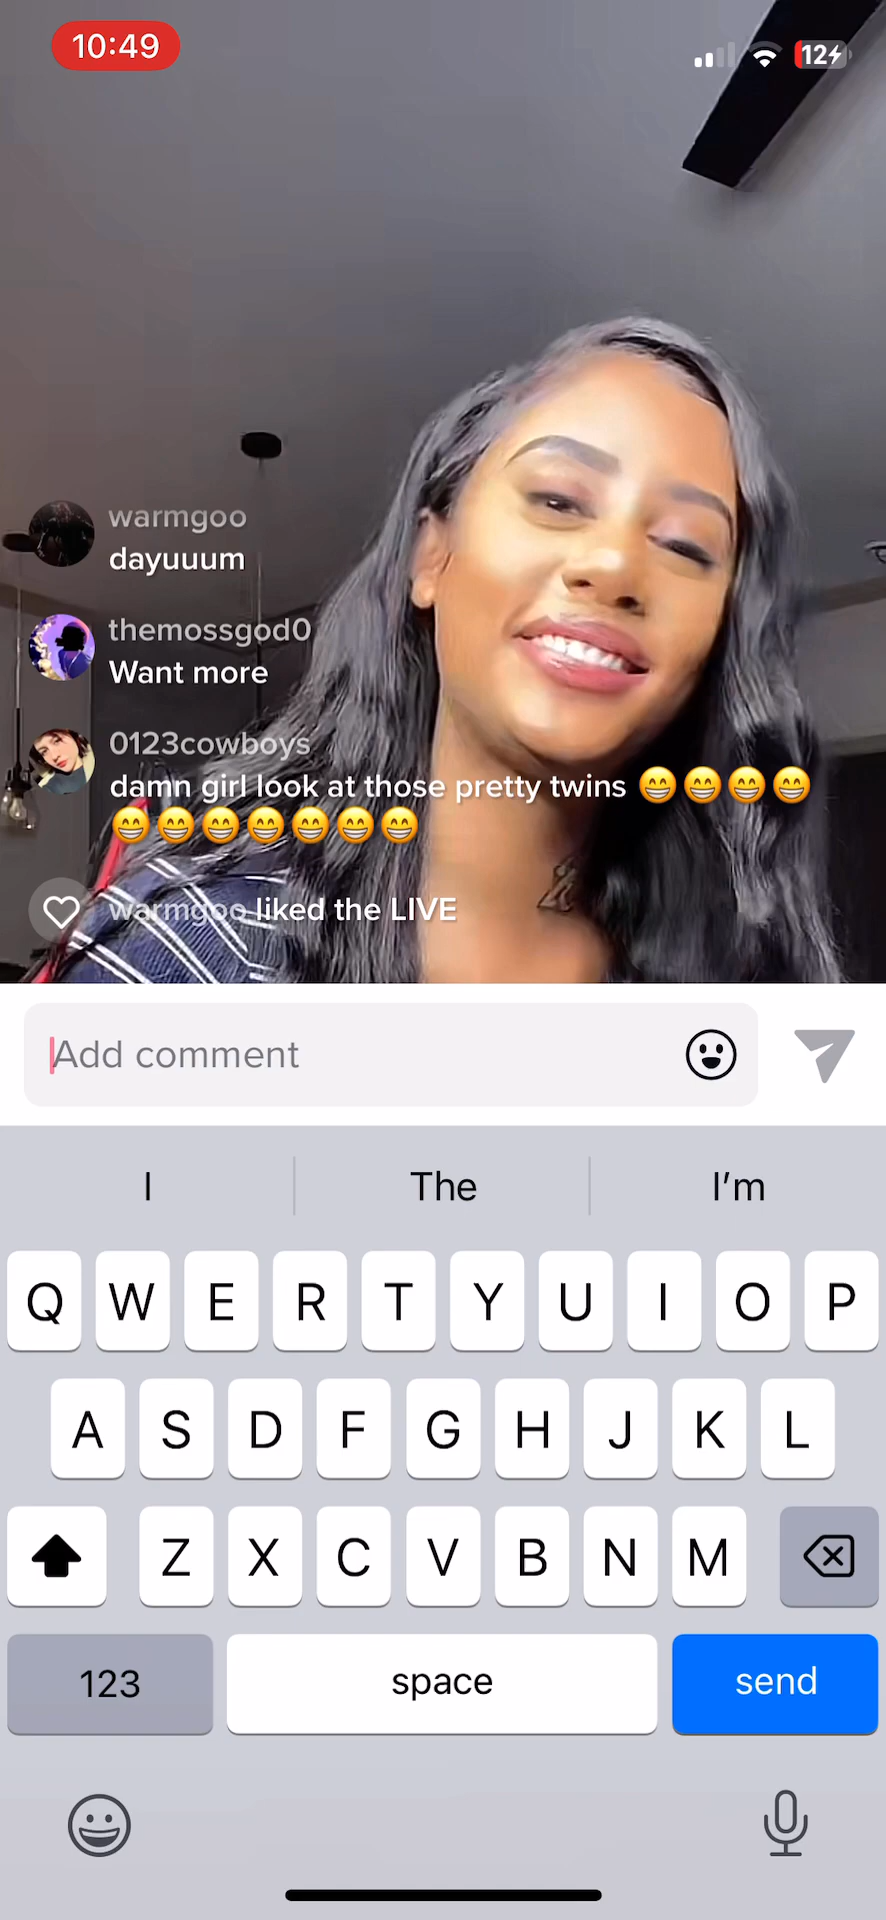 10:49
12
warmgoo
dayuuum
themossgod0
Want more
0123cowboys
damn girl look at those pretty twins 😁😁😁😁
😁😁😁😁😁😁😁
warmgoo liked the LIVE
Add comment
I The I'm
Q W E R T Y U I O P
A S D F G H J K L
Z X C V B N M
123 space send